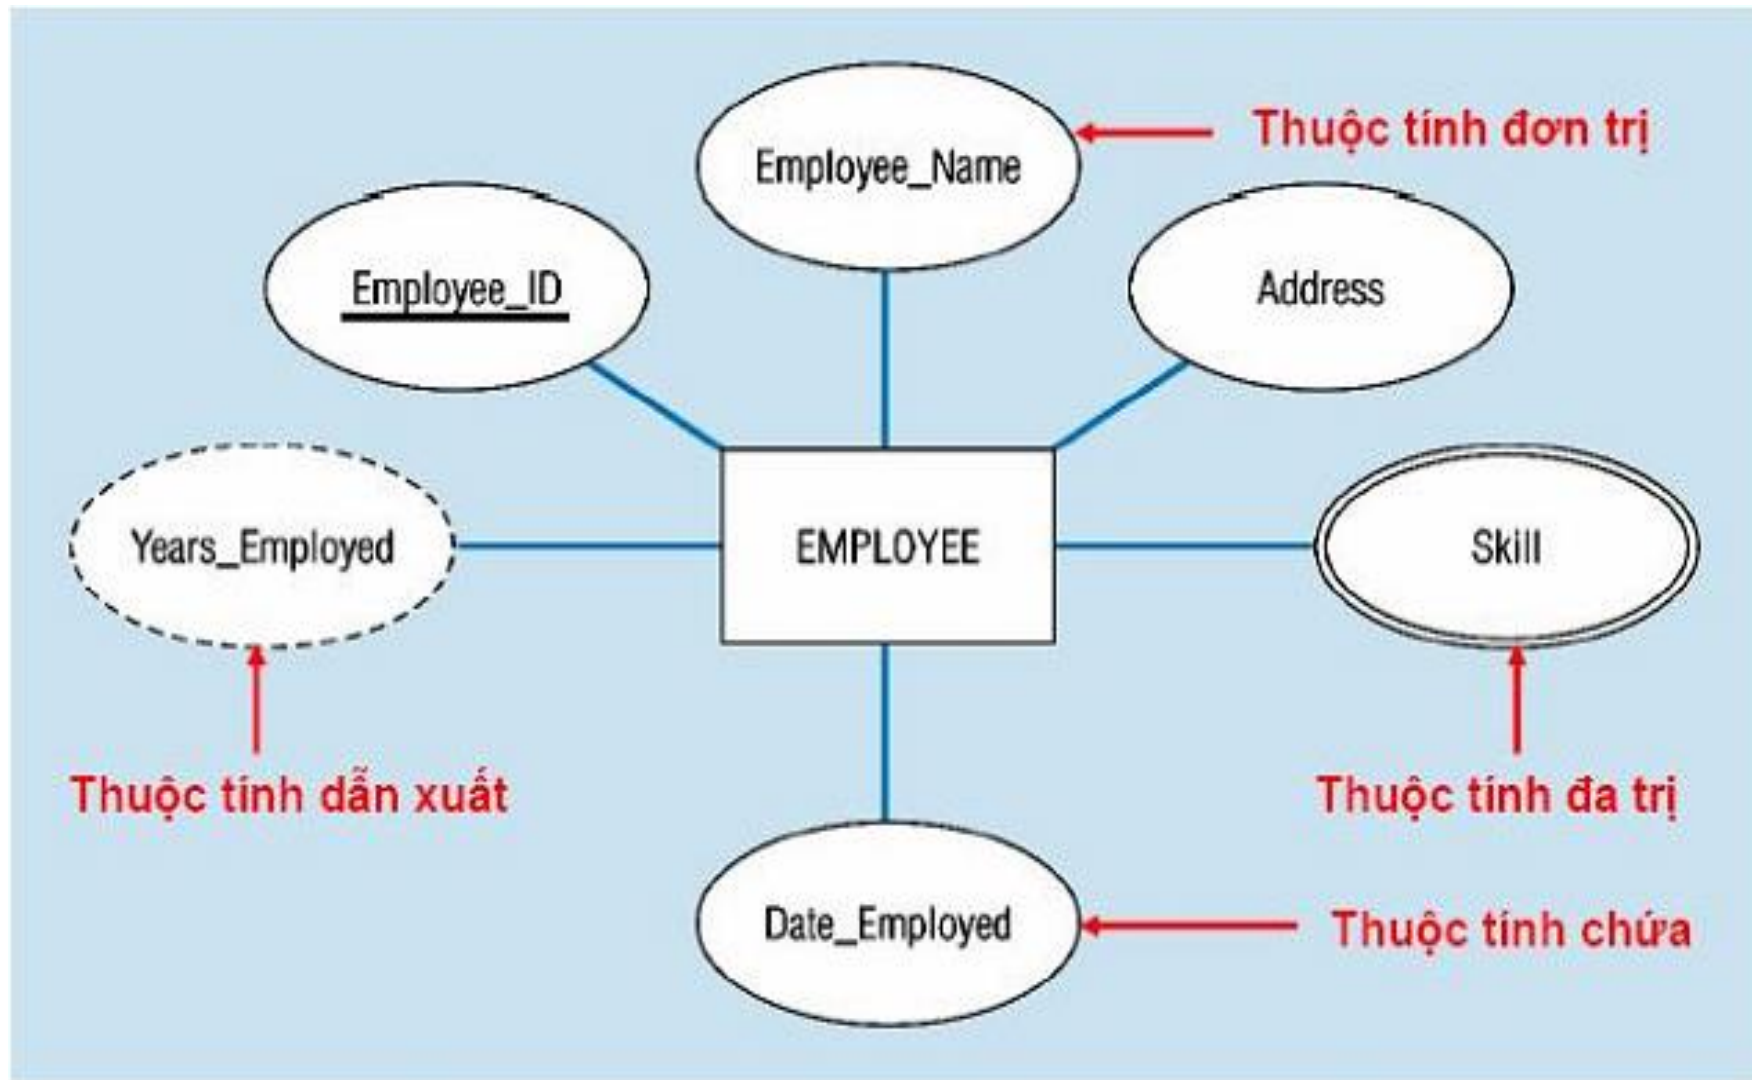 Employee_Name
Thuộc tính đơn trị
Employee_ID
Address
Years_Employed
EMPLOYEE
Skill
Thuộc tính dẫn xuất
Thuộc tính đa trị
Date_Employed
Thuộc tính chứa